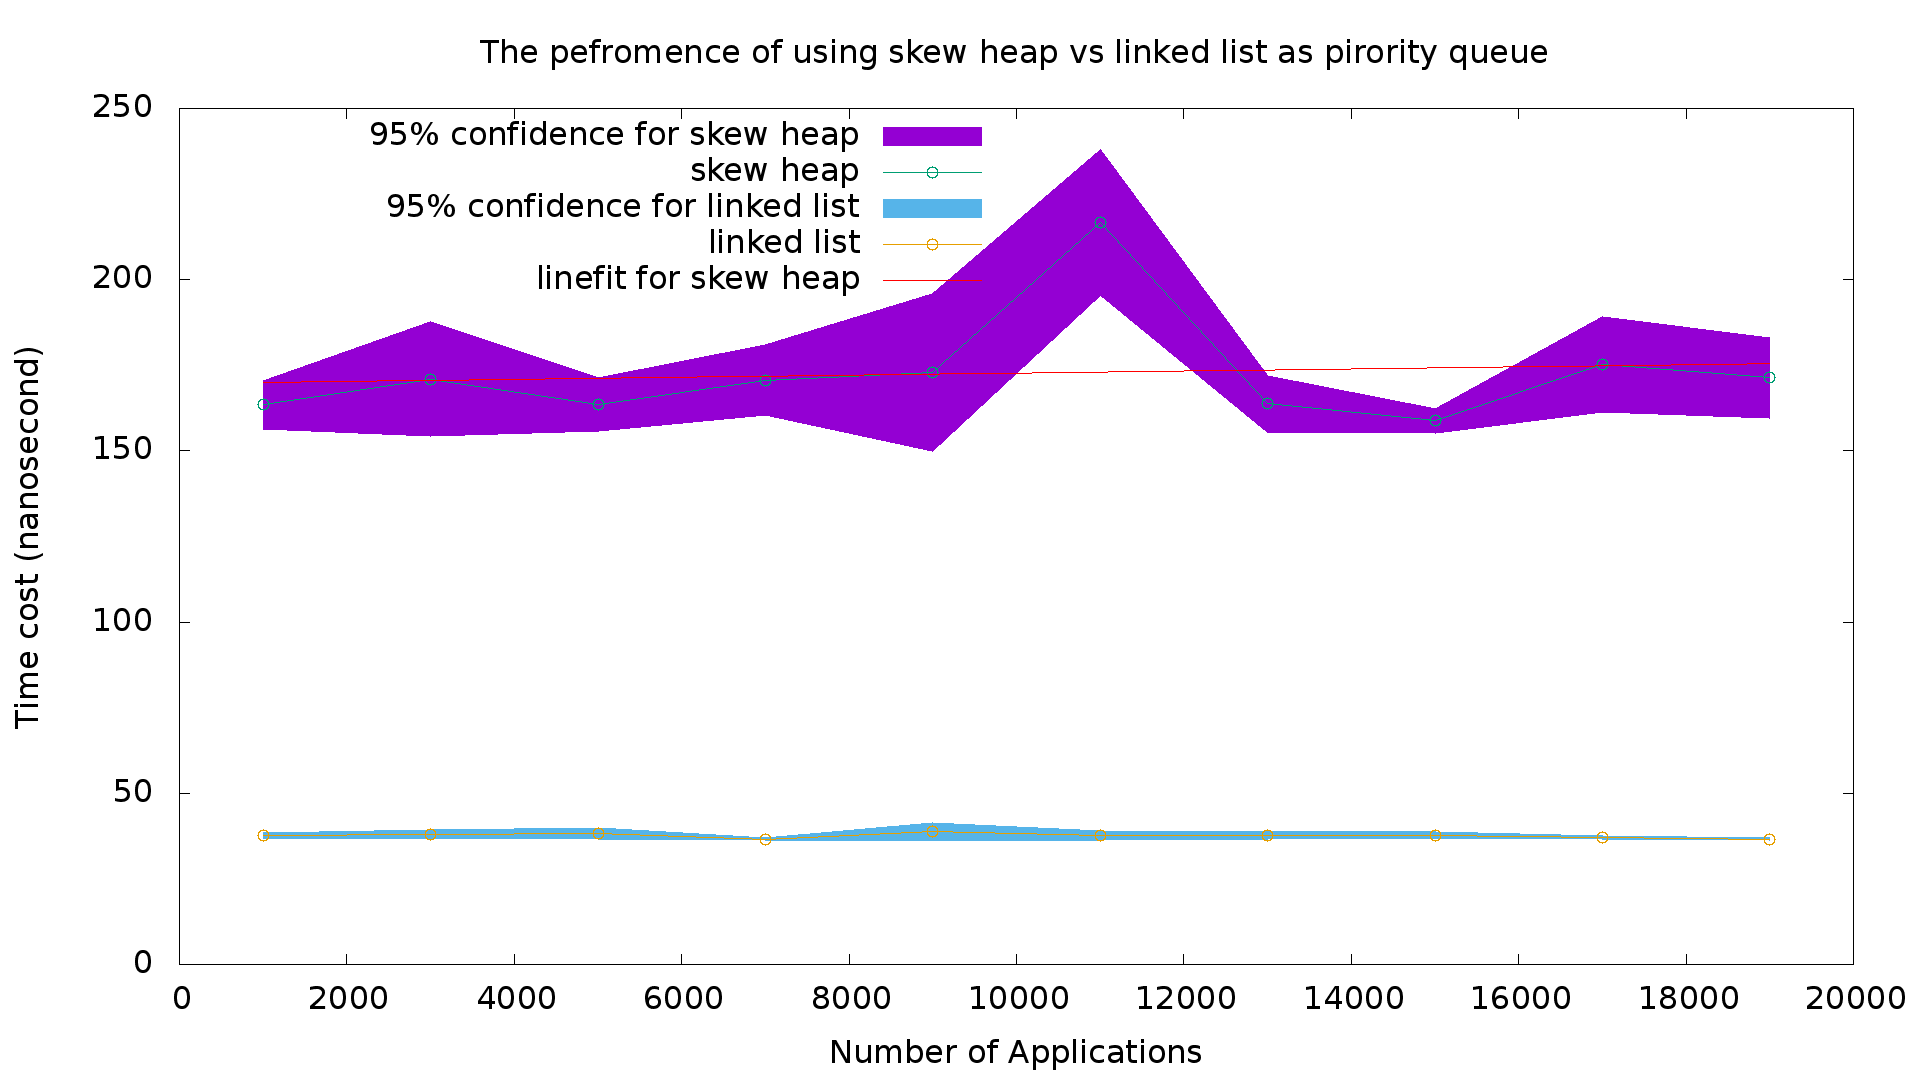 The pefromence of using skew heap vs linked list as pirority queue
250
200
150
100
50
0
95% confidence for skew heap
skew heap
95% confidence for linked list
linked list
linefit for skew heap
Time cost (nanosecond)
0 2000 4000 6000 8000 10000 12000 14000 16000 18000 20000
Number of Applications